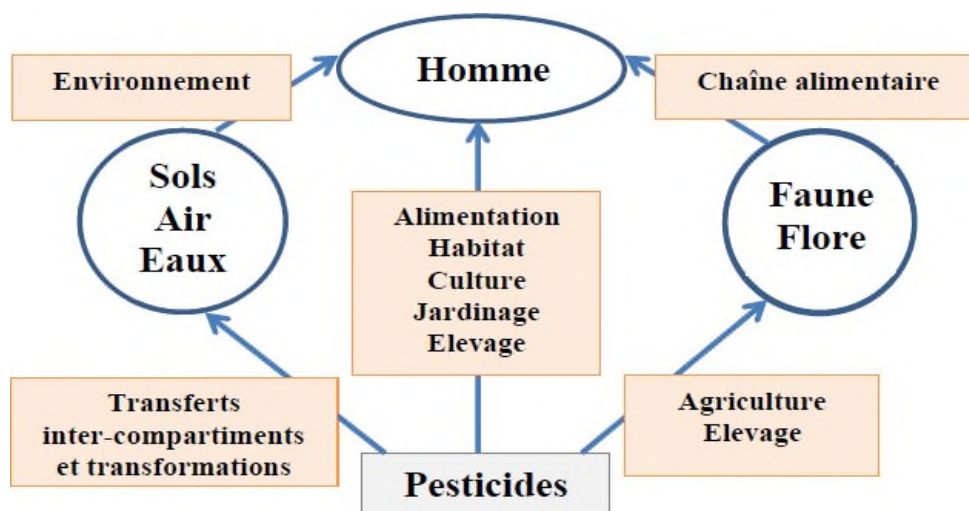 Homme
Environnement
Chaîne alimentaire
Sols
Air
Eaux
Alimentation
Habitat
Culture
Jardinage
Elevage
Faune
Flore
Transferts
inter-compartiments
et transformations
Agriculture
Elevage
Pesticides